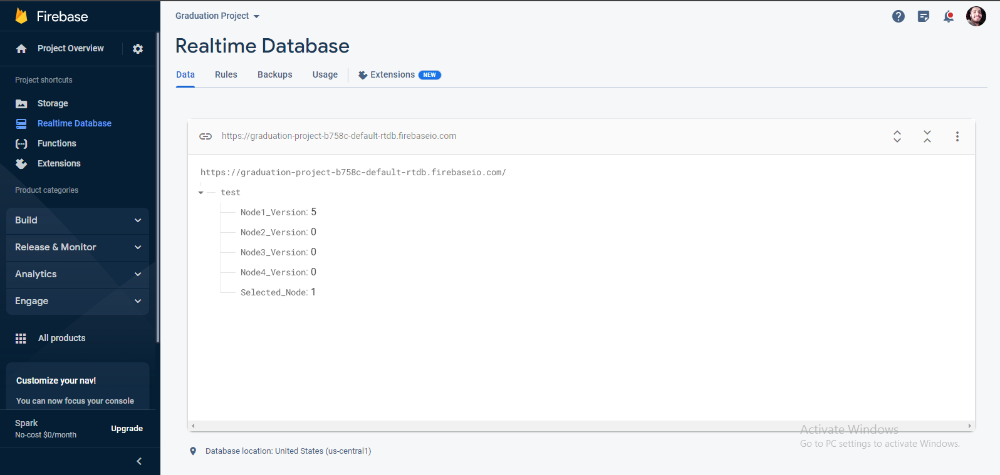 Firebase
Project Overview
Project shortcuts
Storage
Realtime Database
Functions
Extensions
Product categories
Build
Release & Monitor
Analytics
Engage
All products
Customize your nav!
You can now focus your console
Spark
No-cost $0/month
Upgrade
Graduation Project
Realtime Database
Data Rules Backups Usage Extensions NEW
https://graduation-project-b758c-default-rtdb.firebaseio.com
https://graduation-project-b758c-default-rtdb.firebaseio.com/
test
Node1_Version: 5
Node2_Version: 0
Node3_Version: 0
Node4_Version: 0
Selected_Node: 1
Database location: United States (us-central1)
Activate Windows
Go to PC settings to activate Windows.